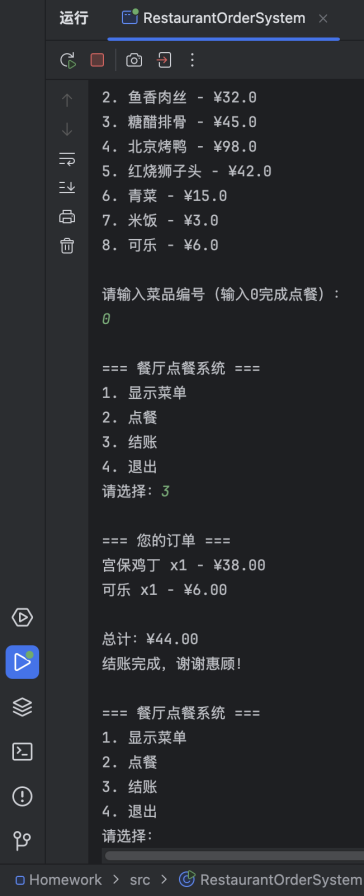 运行
RestaurantOrderSystem
2. 鱼香肉丝 - ¥32.0
3. 糖醋排骨 - ¥45.0
4. 北京烤鸭 - ¥98.0
5. 红烧狮子头 - ¥42.0
6. 青菜 - ¥15.0
7. 米饭 - ¥3.0
8. 可乐 - ¥6.0
请输入菜品编号（输入0完成点餐）：
0
=== 餐厅点餐系统 ===
1. 显示菜单
2. 点餐
3. 结账
4. 退出
请选择：3
=== 您的订单 ===
宫保鸡丁 x1 - ¥38.00
可乐 x1 - ¥6.00
总计：¥44.00
结账完成，谢谢惠顾！
=== 餐厅点餐系统 ===
1. 显示菜单
2. 点餐
3. 结账
4. 退出
请选择：
Homework > src > RestaurantOrderSystem